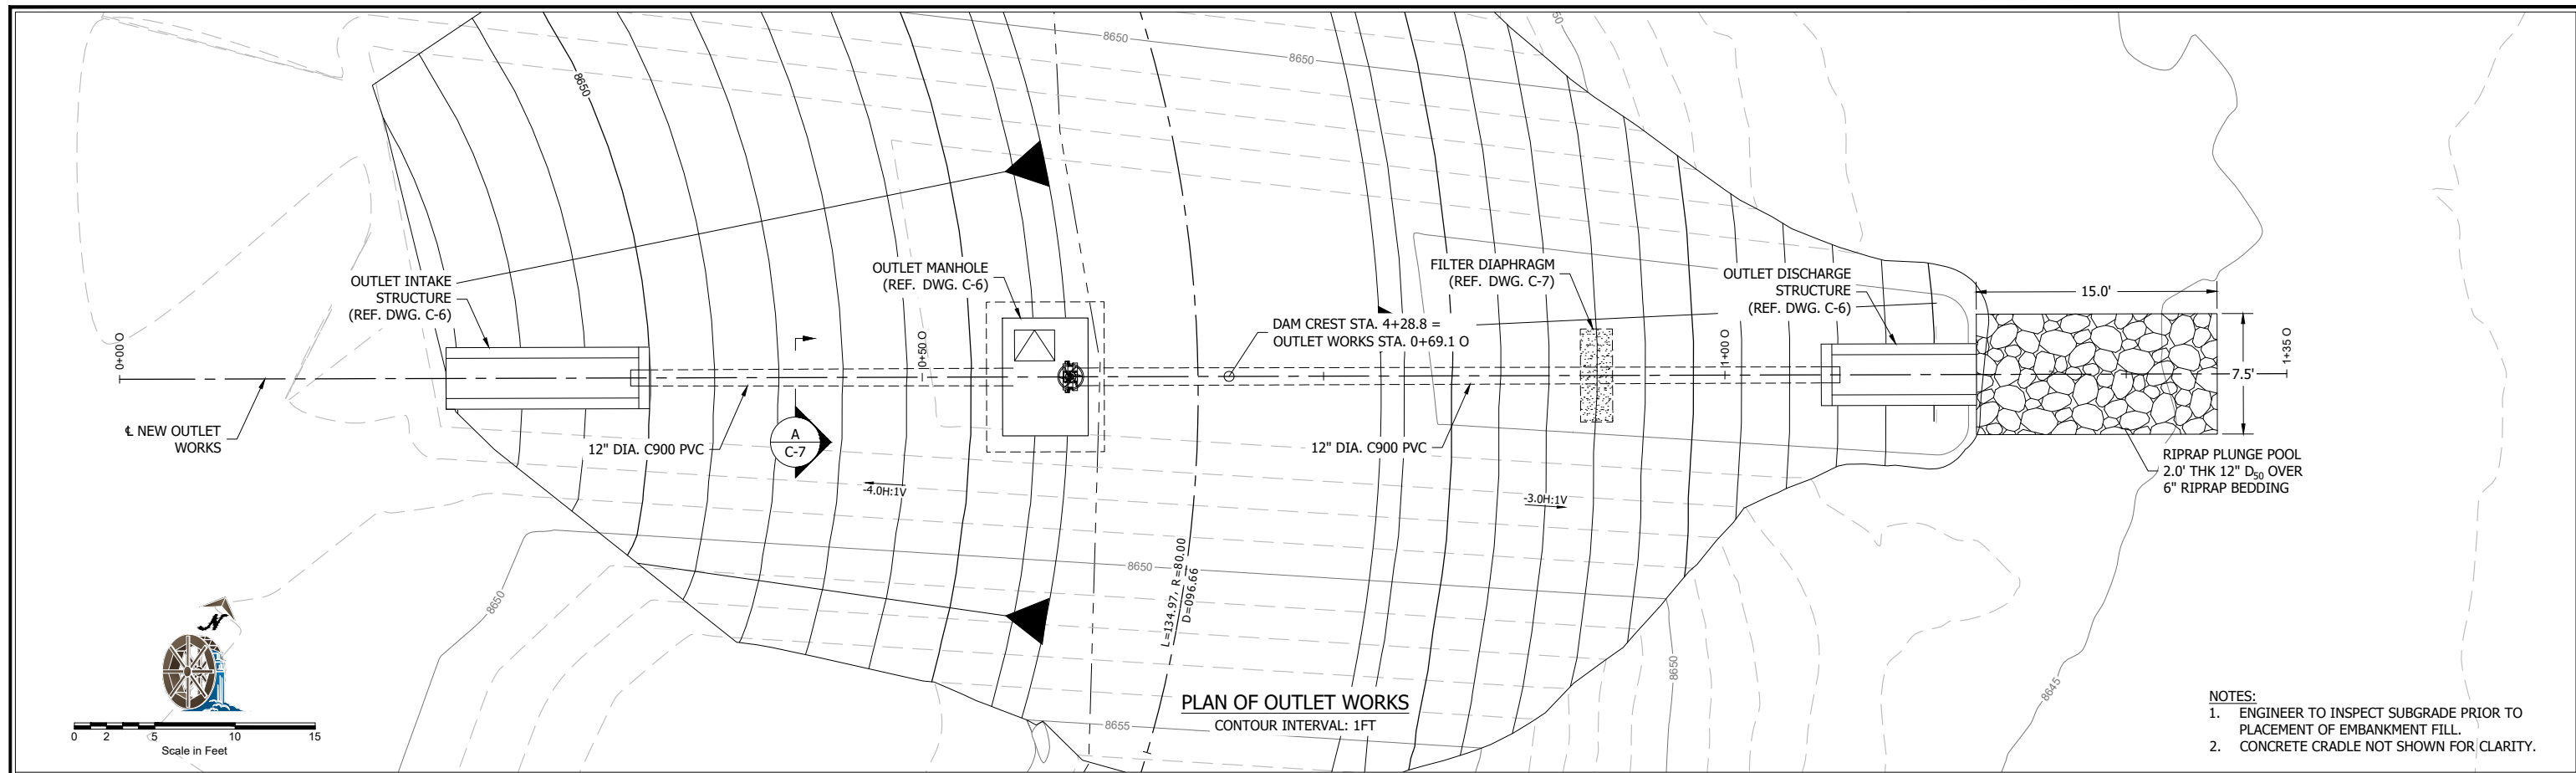 8650
8650
50
8650
OUTLET INTAKE
STRUCTURE
(REF. DWG. C-6)
OUTLET MANHOLE
(REF. DWG. C-6)
FILTER DIAPHRAGM
(REF. DWG. C-7)
OUTLET DISCHARGE
STRUCTURE
(REF. DWG. C-6)
15.0'
DAM CREST STA. 4+28.8 =
OUTLET WORKS STA. 0+69.1 O
0+00 O
0+50 O
1+00 O
1+35 O
7.5'
℄ NEW OUTLET
WORKS
12" DIA. C900 PVC
A
C-7
12" DIA. C900 PVC
RIPRAP PLUNGE POOL
2.0' THK 12" D50 OVER
6" RIPRAP BEDDING
-4.0H:1V
-3.0H:1V
L=134.97, R=80.00
D=096.66
8650
8650
8650
8645
8655
N
0 2 5 10 15
Scale in Feet
PLAN OF OUTLET WORKS
CONTOUR INTERVAL: 1FT
NOTES:
1. ENGINEER TO INSPECT SUBGRADE PRIOR TO
PLACEMENT OF EMBANKMENT FILL.
2. CONCRETE CRADLE NOT SHOWN FOR CLARITY.